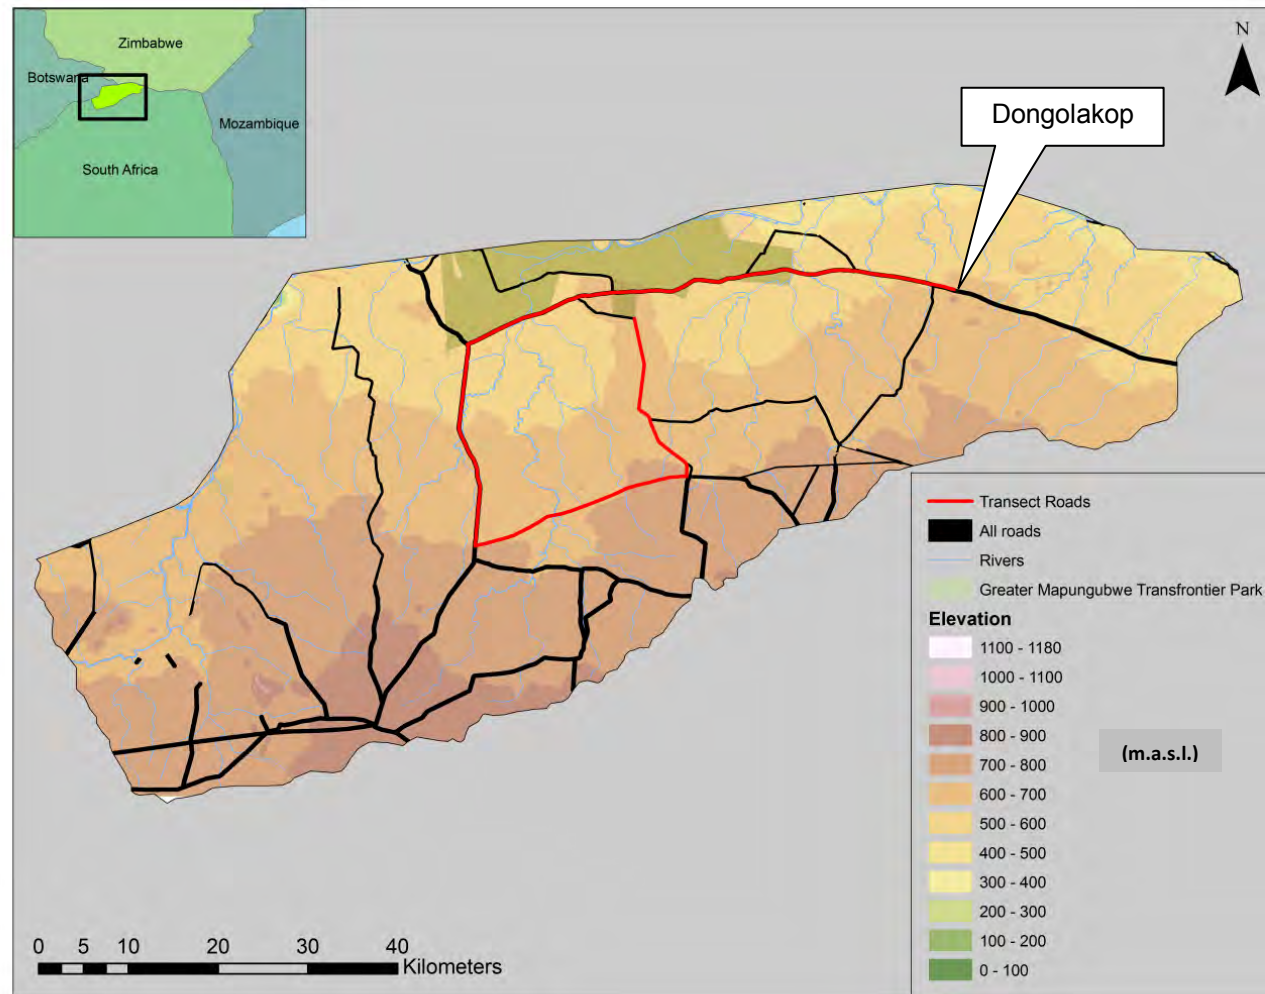 Zimbabwe
Botswana
Mozambique
South Africa
N
Dongolakop
Transect Roads
All roads
Rivers
Greater Mapungubwe Transfrontier Park
Elevation
1100 - 1180
1000 - 1100
900 - 1000
800 - 900
(m.a.s.l.)
700 - 800
600 - 700
500 - 600
400 - 500
300 - 400
200 - 300
100 - 200
0 - 100
0 5 10 20 30 40
Kilometers